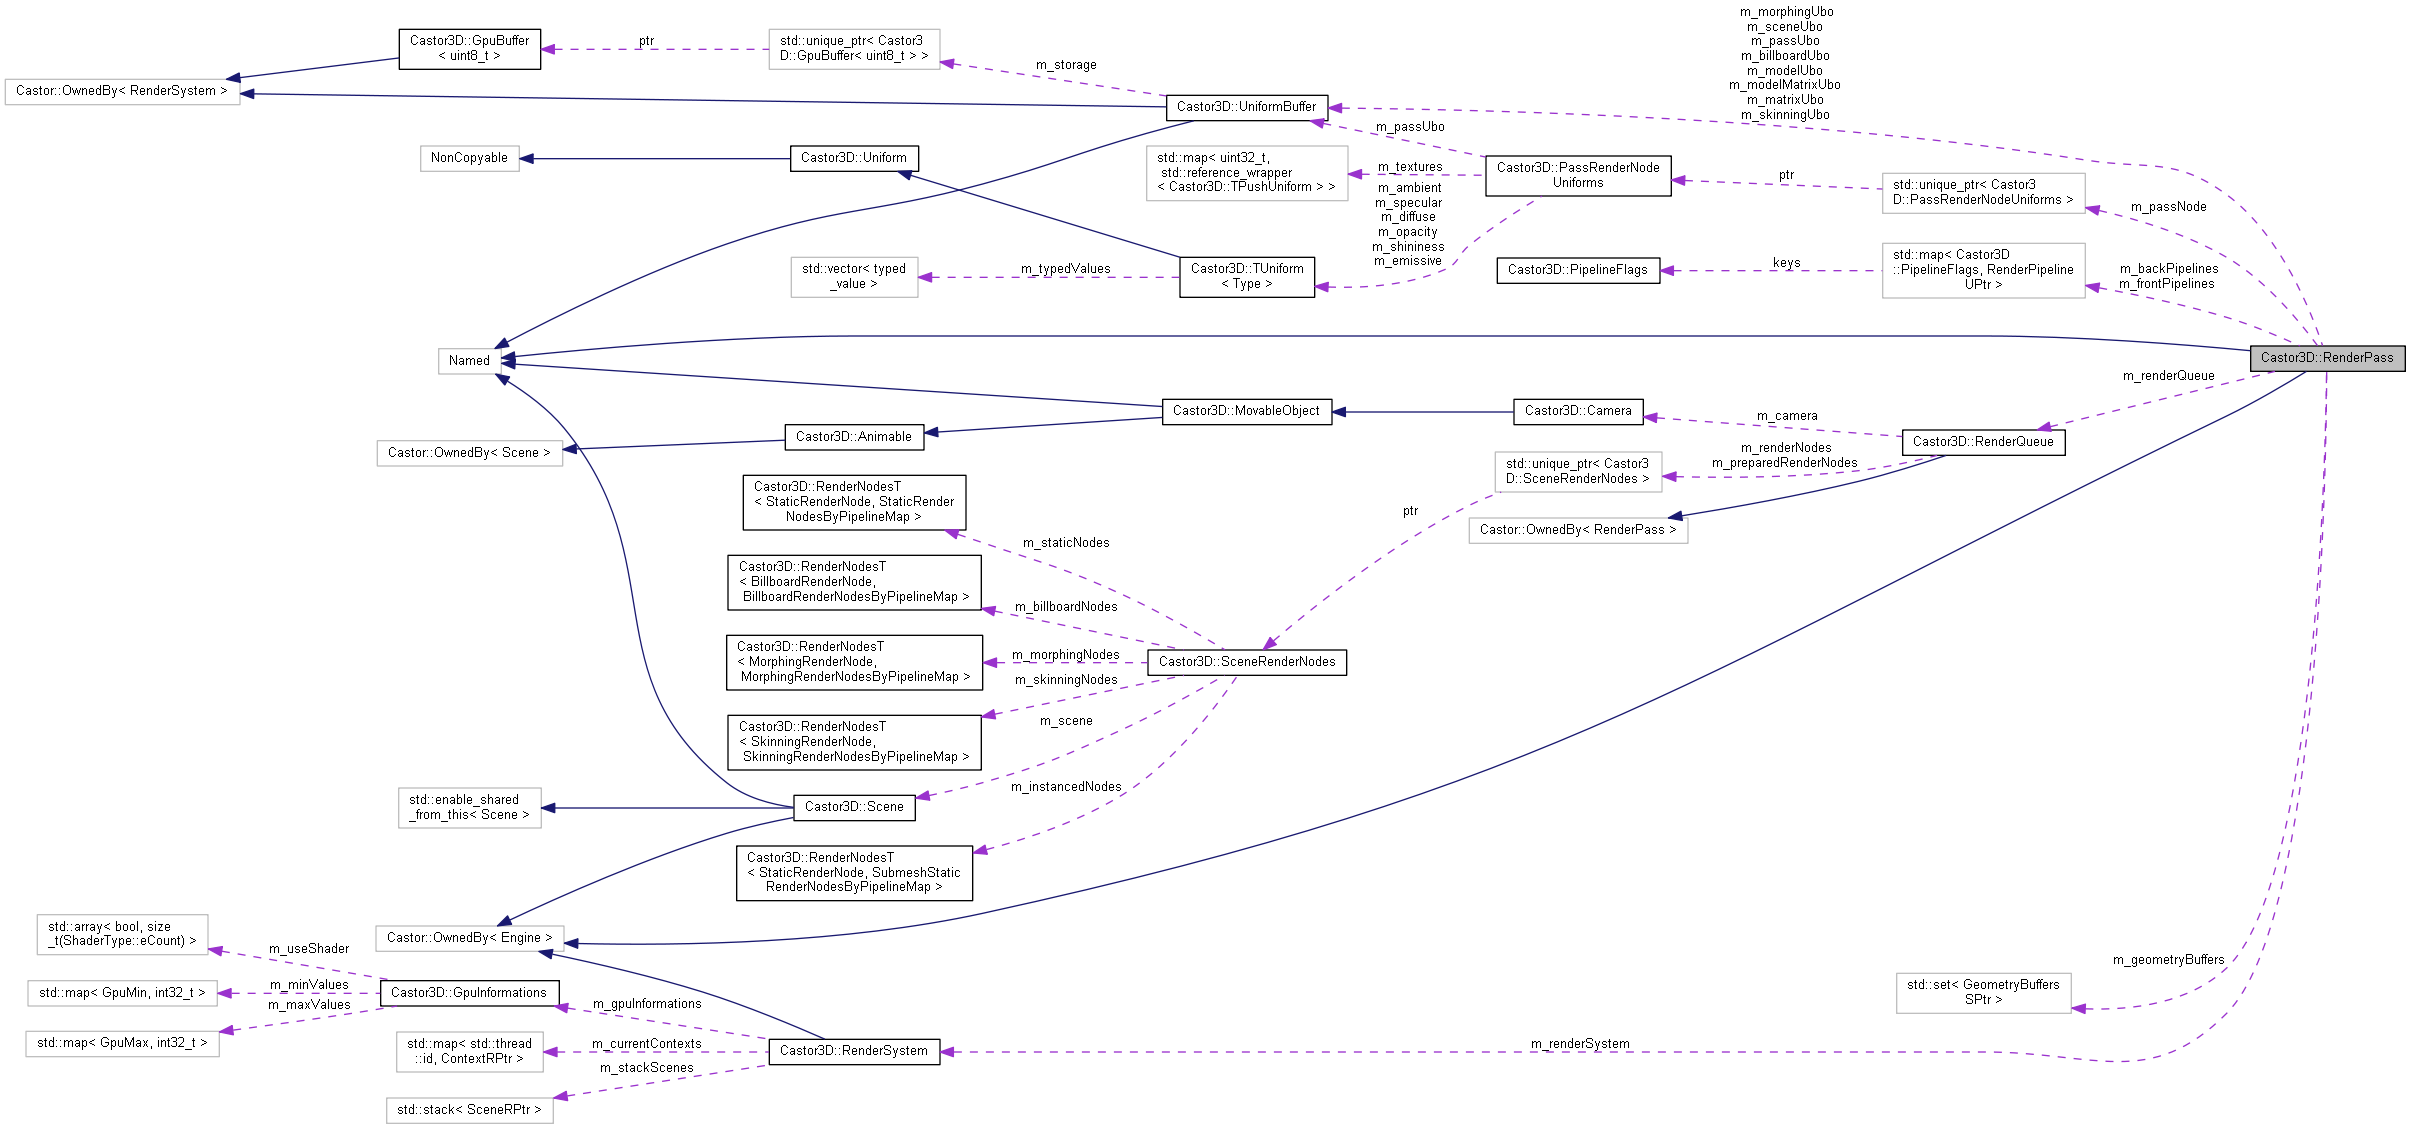 m_morphingUbo
m_sceneUbo
m_passUbo
m_billboardUbo
m_modelUbo
m_modelMatrixUbo
m_matrixUbo
m_skinningUbo
Castor3D::GpuBuffer
< uint8_t >
ptr
std::unique_ptr< Castor3
D::GpuBuffer< uint8_t > >
m_storage
Castor::OwnedBy< RenderSystem >
Castor3D::UniformBuffer
m_passUbo
NonCopyable
Castor3D::Uniform
std::map< uint32_t,
std::reference_wrapper
< Castor3D::TPushUniform > >
m_textures
Castor3D::PassRenderNode
Uniforms
ptr
std::unique_ptr< Castor3
D::PassRenderNodeUniforms >
m_passNode
m_ambient
m_specular
m_diffuse
m_opacity
m_shininess
m_emissive
std::vector< typed
_value >
m_typedValues
Castor3D::TUniform
< Type >
Castor3D::PipelineFlags
keys
std::map< Castor3D
::PipelineFlags, RenderPipeline
UPtr >
m_backPipelines
m_frontPipelines
Named
Castor3D::RenderPass
m_renderQueue
Castor3D::MovableObject
Castor3D::Camera
m_camera
Castor3D::Animable
Castor3D::RenderQueue
Castor::OwnedBy< Scene >
m_renderNodes
m_preparedRenderNodes
std::unique_ptr< Castor3
D::SceneRenderNodes >
Castor3D::RenderNodesT
< StaticRenderNode, StaticRender
NodesByPipelineMap >
ptr
Castor::OwnedBy< RenderPass >
m_staticNodes
Castor3D::RenderNodesT
< BillboardRenderNode,
BillboardRenderNodesByPipelineMap >
m_billboardNodes
Castor3D::RenderNodesT
< MorphingRenderNode,
MorphingRenderNodesByPipelineMap >
m_morphingNodes
Castor3D::SceneRenderNodes
m_skinningNodes
Castor3D::RenderNodesT
< SkinningRenderNode,
SkinningRenderNodesByPipelineMap >
m_scene
m_instancedNodes
std::enable_shared
_from_this< Scene >
Castor3D::Scene
Castor3D::RenderNodesT
< StaticRenderNode, SubmeshStatic
RenderNodesByPipelineMap >
std::array< bool, size
_t(ShaderType::eCount) >
Castor::OwnedBy< Engine >
m_useShader
m_geometryBuffers
std::map< GpuMin, int32_t >
m_minValues
m_maxValues
Castor3D::GpuInformations
m_gpuInformations
std::set< GeometryBuffers
SPtr >
std::map< GpuMax, int32_t >
std::map< std::thread
::id, ContextRPtr >
m_currentContexts
Castor3D::RenderSystem
m_renderSystem
m_stackScenes
std::stack< SceneRPtr >